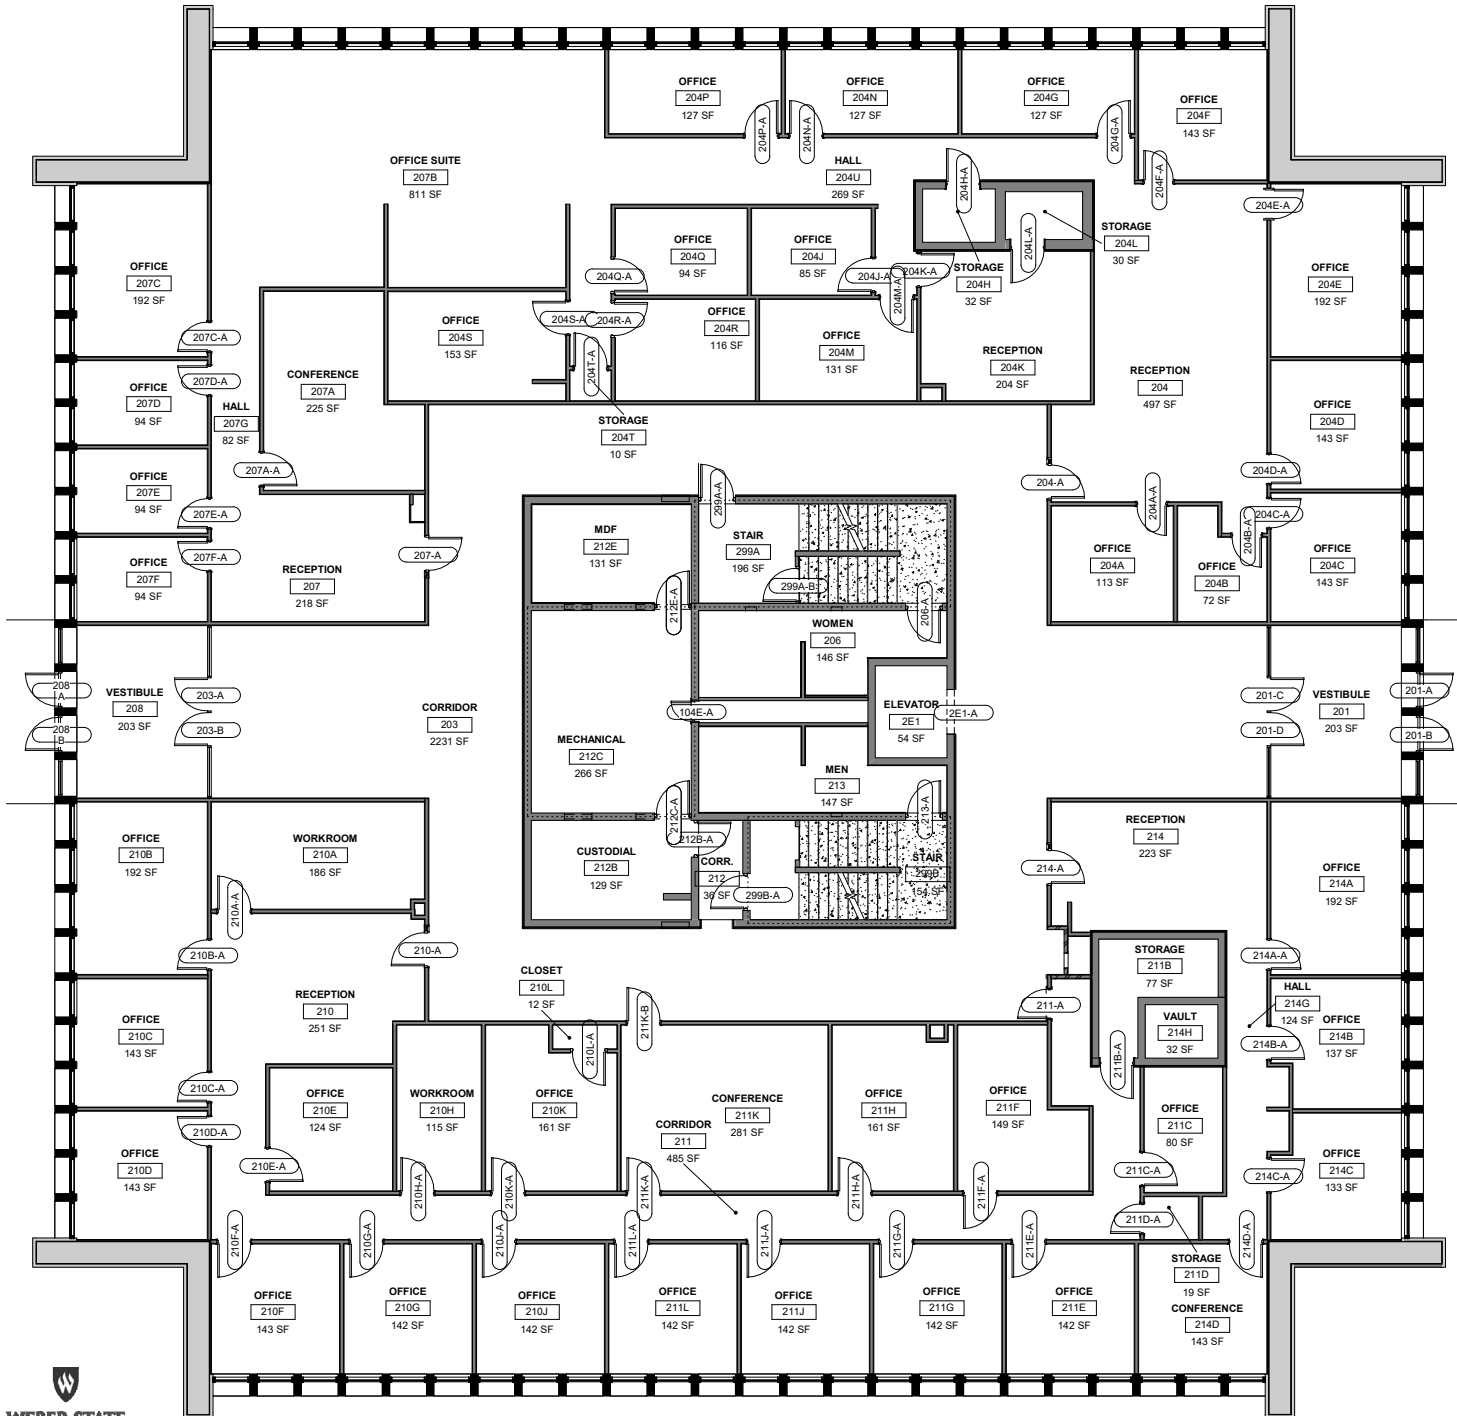 OFFICE
204P
127 SF
204P-A
OFFICE
204N
127 SF
204N-A
OFFICE
204G
127 SF
204G-A
OFFICE
204F
143 SF
204F-A
OFFICE SUITE
207B
811 SF
HALL
204U
269 SF
204H-A
204L-A
STORAGE
204L
30 SF
STORAGE
204H
32 SF
204E-A
OFFICE
204E
192 SF
OFFICE
207C
192 SF
207C-A
OFFICE
204Q
94 SF
204Q-A
OFFICE
204J
85 SF
204J-A
204K-A
204M-A
OFFICE
204S
153 SF
204S-A
204R-A
204T-A
OFFICE
204R
116 SF
OFFICE
204M
131 SF
RECEPTION
204K
204 SF
RECEPTION
204
497 SF
OFFICE
207D
94 SF
207D-A
HALL
207G
82 SF
CONFERENCE
207A
225 SF
207A-A
STORAGE
204T
10 SF
OFFICE
204D
143 SF
204D-A
204-A
204A-A
204B-A
204C-A
OFFICE
207E
94 SF
207E-A
OFFICE
207F
94 SF
207F-A
RECEPTION
207
218 SF
207-A
299A-A
MDF
212E
131 SF
212E-A
STAIR
299A
196 SF
299A-B
206-A
OFFICE
204A
113 SF
OFFICE
204B
72 SF
OFFICE
204C
143 SF
WOMEN
206
146 SF
208
A
208
B
VESTIBULE
208
203 SF
203-A
203-B
CORRIDOR
203
2231 SF
MECHANICAL
212C
266 SF
212C-A
104E-A
ELEVATOR
2E1
54 SF
2E1-A
201-C
201-D
VESTIBULE
201
203 SF
201-A
201-B
MEN
213
147 SF
213-A
OFFICE
210B
192 SF
210B-A
WORKROOM
210A
186 SF
210A-A
CUSTODIAL
212B
129 SF
212B-A
CORR.
212
36 SF
299B-A
STAIR
299B
154 SF
RECEPTION
214
223 SF
214-A
OFFICE
214A
192 SF
214A-A
210-A
RECEPTION
210
251 SF
CLOSET
210L
12 SF
210L-A
211K-B
211-A
STORAGE
211B
77 SF
211B-A
VAULT
214H
32 SF
HALL
214G
124 SF
OFFICE
214B
137 SF
214B-A
OFFICE
210C
143 SF
210C-A
OFFICE
210D
143 SF
210D-A
OFFICE
210E
124 SF
210E-A
WORKROOM
210H
115 SF
210H-A
OFFICE
210K
161 SF
210K-A
CORRIDOR
211
485 SF
CONFERENCE
211K
281 SF
211K-A
OFFICE
211H
161 SF
211H-A
OFFICE
211F
149 SF
211F-A
OFFICE
211C
80 SF
211C-A
211D-A
OFFICE
214C
133 SF
214C-A
210F-A
210G-A
210J-A
211L-A
211J-A
211G-A
211E-A
214D-A
STORAGE
211D
19 SF
OFFICE
210F
143 SF
OFFICE
210G
142 SF
OFFICE
210J
142 SF
OFFICE
211L
142 SF
OFFICE
211J
142 SF
OFFICE
211G
142 SF
OFFICE
211E
142 SF
CONFERENCE
214D
143 SF
WEBER STATE